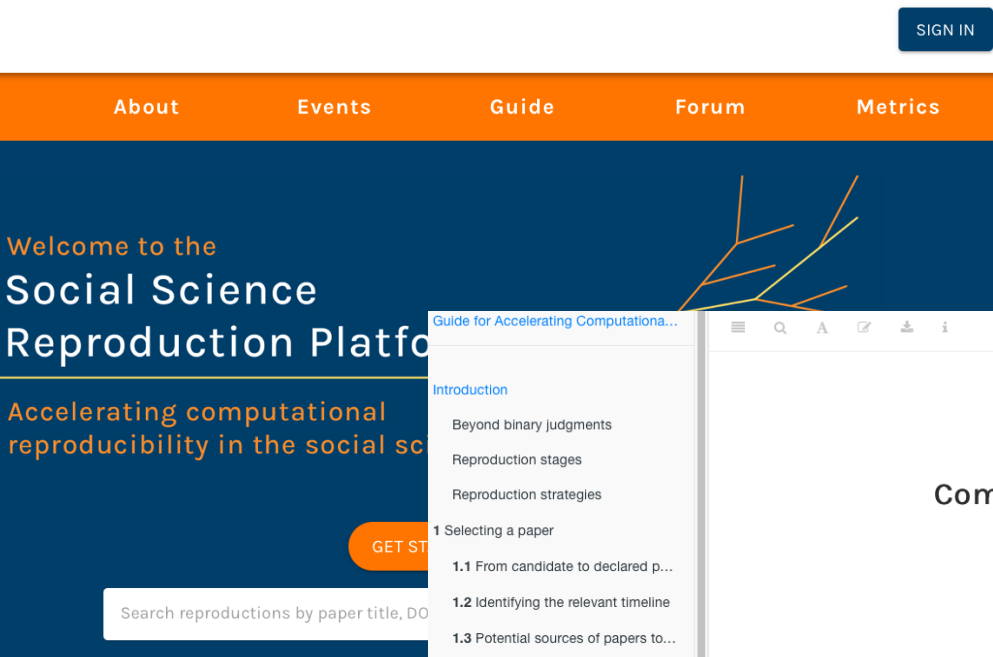 SIGN IN
About Events Guide Forum Metrics
Welcome to the
Social Science
Reproduction Platfo
Accelerating computational
reproducibility in the social sci
GET ST
Search reproductions by paper title, DO
Guide for Accelerating Computationa...
Introduction
Beyond binary judgments
Reproduction stages
Reproduction strategies
1 Selecting a paper
1.1 From candidate to declared p...
1.2 Identifying the relevant timeline
1.3 Potential sources of papers to...
A i
Com